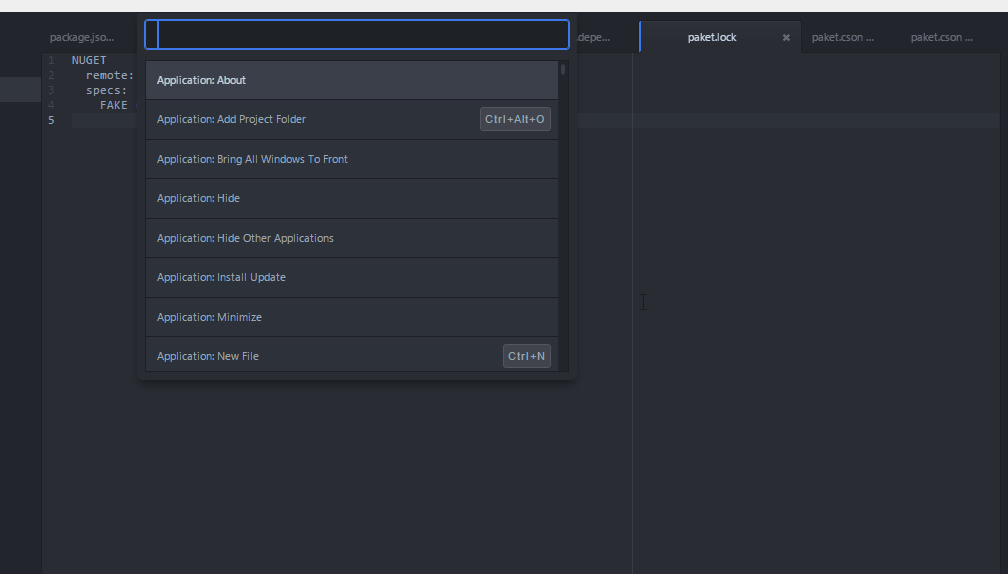 package.jso...
.depe...
paket.lock
paket.cson ...
paket.cson ...
1 NUGET
2 remote:
3 specs:
4 FAKE
5
Application: About
Application: Add Project Folder Ctrl+Alt+O
Application: Bring All Windows To Front
Application: Hide
Application: Hide Other Applications
Application: Install Update
Application: Minimize
Application: New File Ctrl+N